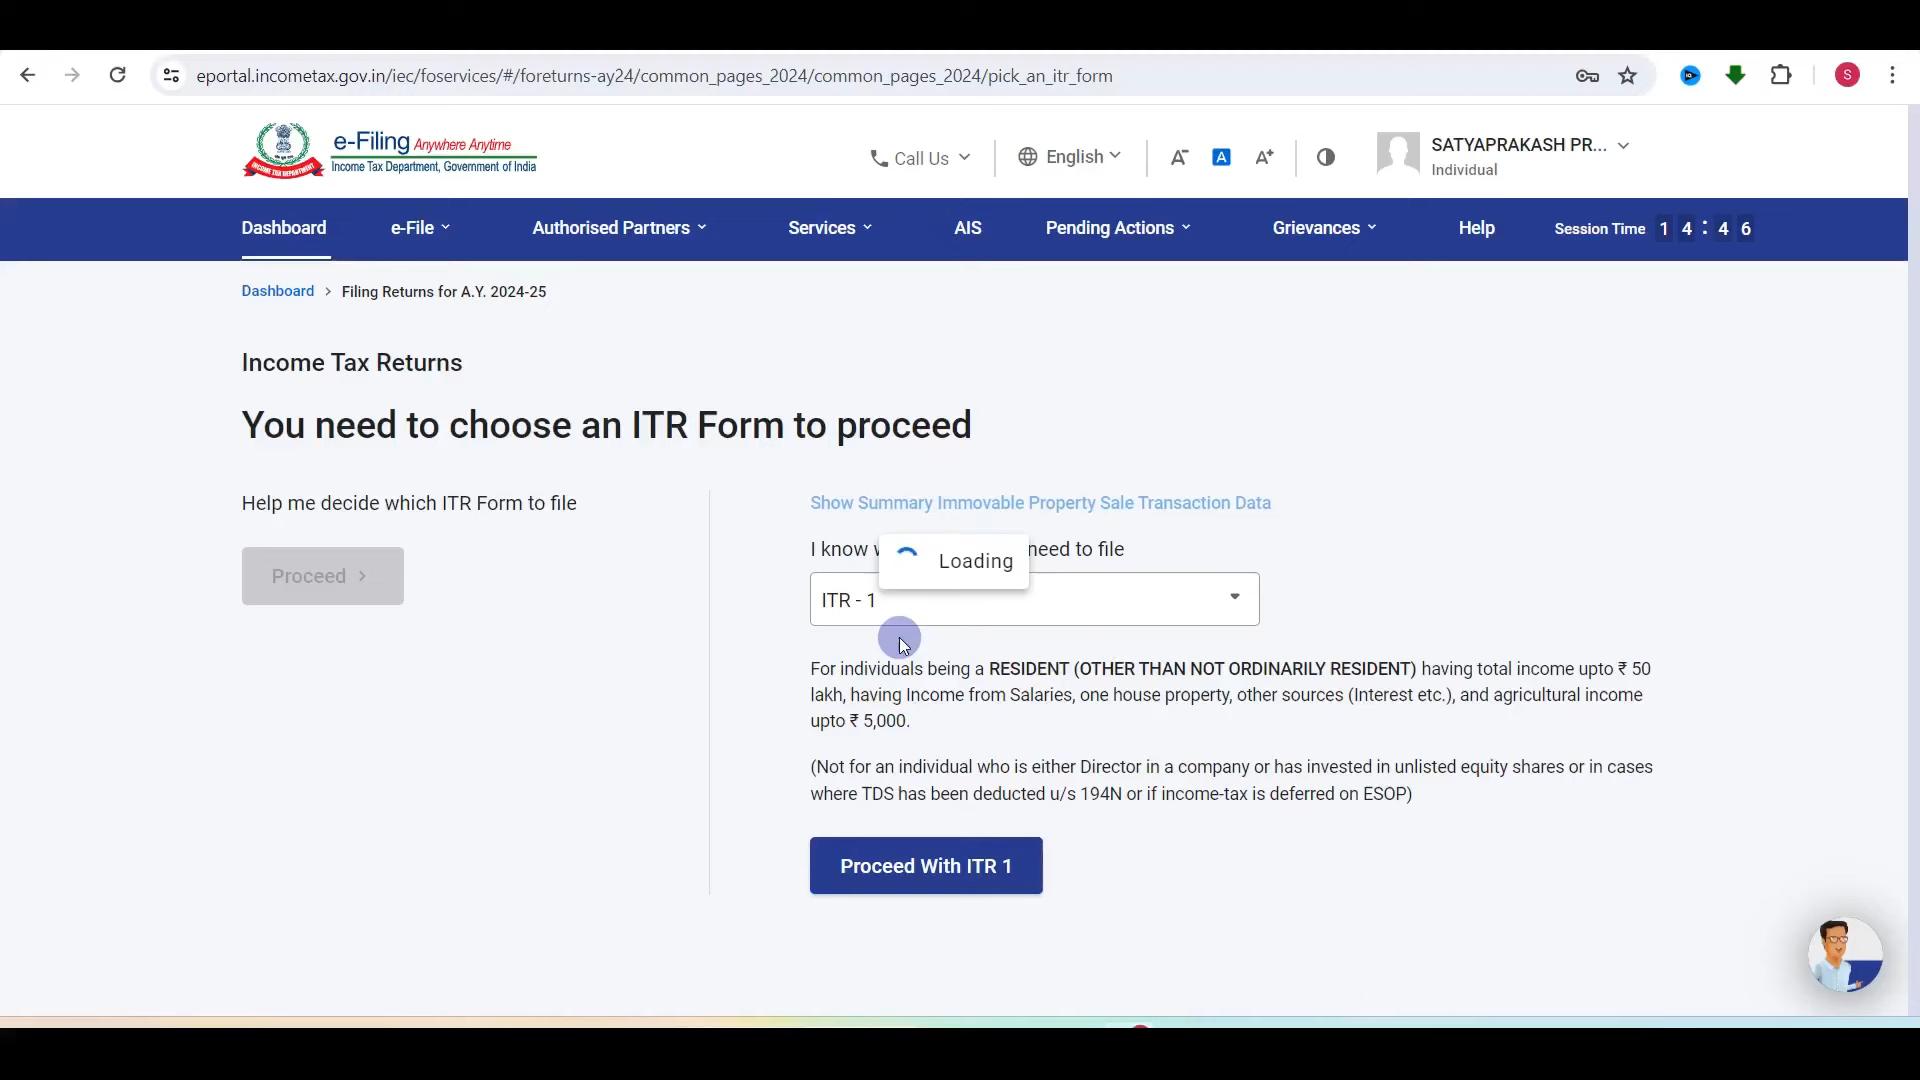 eportal.incometax.gov.in/iec/foservices/#/foreturns-ay24/common_pages_2024/common_pages_2024/pick_an_itr_form
S
e-Filing Anywhere Anytime
Income Tax Department, Government of India
INCOME TAX DEPARTMENT
Call Us
English
A-
A
A+
SATYAPRAKASH PR...
Individual
Dashboard
e-File
Authorised Partners
Services
AIS
Pending Actions
Grievances
Help
Session Time 1 4 : 4 6
Dashboard > Filing Returns for A.Y. 2024-25
Income Tax Returns
You need to choose an ITR Form to proceed
Help me decide which ITR Form to file
Proceed >
Show Summary Immovable Property Sale Transaction Data
I know need to file
Loading
ITR - 1
For individuals being a RESIDENT (OTHER THAN NOT ORDINARILY RESIDENT) having total income upto ₹ 50
lakh, having Income from Salaries, one house property, other sources (Interest etc.), and agricultural income
upto ₹ 5,000.
(Not for an individual who is either Director in a company or has invested in unlisted equity shares or in cases
where TDS has been deducted u/s 194N or if income-tax is deferred on ESOP)
Proceed With ITR 1